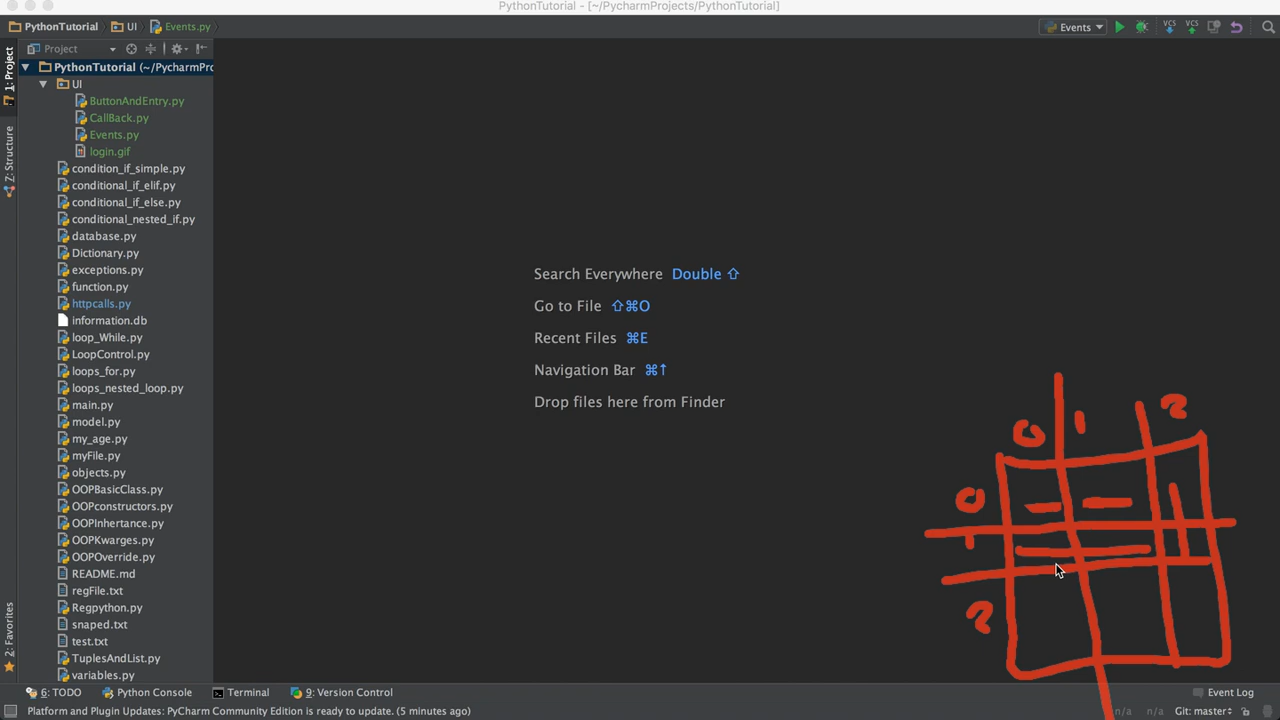 PythonTutorial [~/PycharmProjects/PythonTutorial]
PythonTutorial UI Events.py Events VCS VCS
Project
1: Project
Z: Structure
2: Favorites
PythonTutorial (~/PycharmPro
UI
ButtonAndEntry.py
CallBack.py
Events.py
login.gif
condition_if_simple.py
conditional_if_elif.py
conditional_if_else.py
conditional_nested_if.py
database.py
Dictionary.py
exceptions.py
function.py
httpcalls.py
information.db
loop_While.py
LoopControl.py
loops_for.py
loops_nested_loop.py
main.py
model.py
my_age.py
myFile.py
objects.py
OOPBasicClass.py
OOPconstructors.py
OOPInhertance.py
OOPKwarges.py
OOPOverride.py
README.md
regFile.txt
Regpython.py
snaped.txt
test.txt
TuplesAndList.py
variables.py
Search Everywhere Double ⇧
Go to File ⇧⌘O
Recent Files ⌘E
Navigation Bar ⌘↑
Drop files here from Finder
0 1 2
0
1
2
6: TODO Python Console Terminal 9: Version Control Event Log
Platform and Plugin Updates: PyCharm Community Edition is ready to update. (5 minutes ago) n/a n/a Git: master